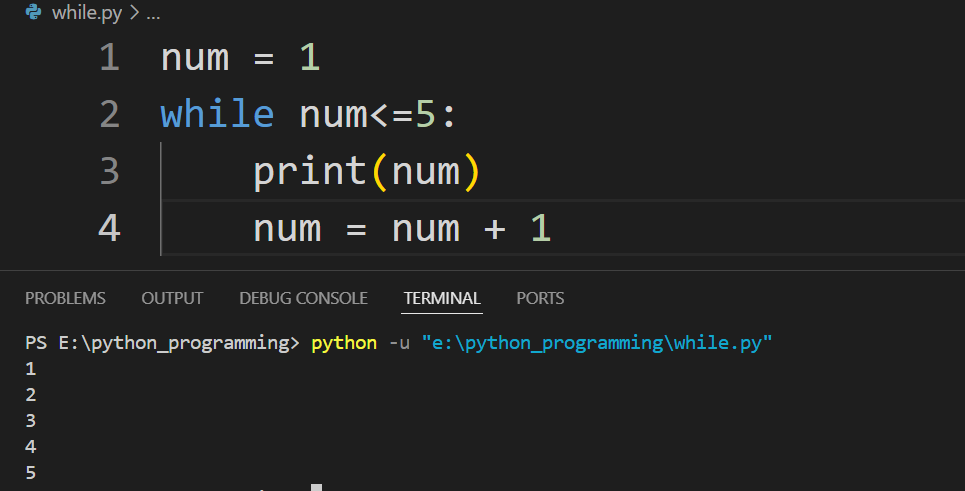 while.py > ...
1 num = 1
2 while num<=5:
3     print(num)
4     num = num + 1
PROBLEMS OUTPUT DEBUG CONSOLE TERMINAL PORTS
PS E:\python_programming> python -u "e:\python_programming\while.py"
1
2
3
4
5